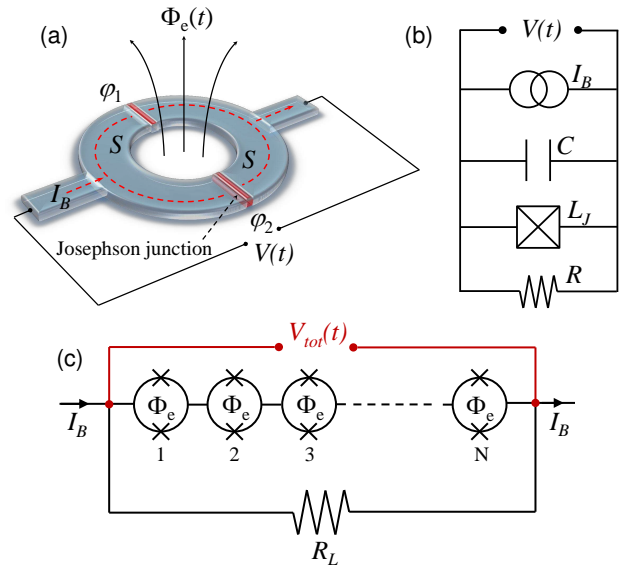 (a)
Φe(t)
φ1
S
S
IB
φ2
Josephson junction
V(t)
(b)
V(t)
IB
C
LJ
R
(c)
Vtot(t)
Φe Φe Φe Φe
IB IB
1 2 3 N
RL